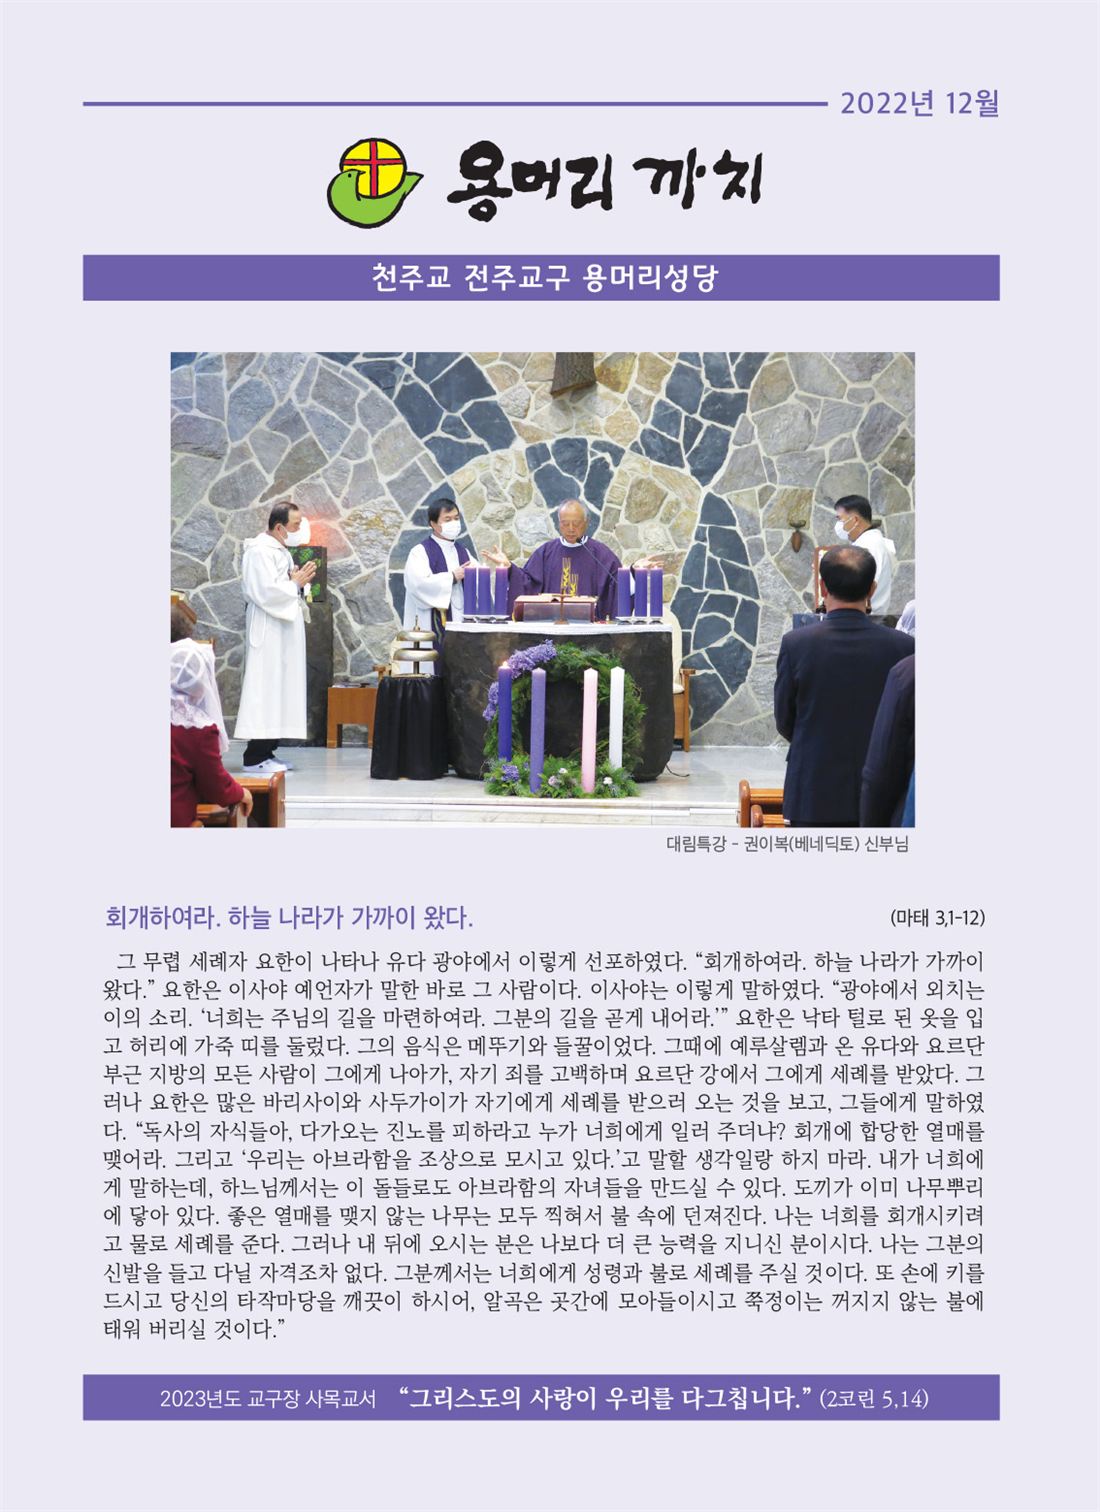 2022년 12월
용머리 까치
천주교 전주교구 용머리성당
대림특강 - 권이복(베네딕토) 신부님
회개하여라. 하늘 나라가 가까이 왔다.
(마태 3,1-12)
그 무렵 세례자 요한이 나타나 유다 광야에서 이렇게 선포하였다. “회개하여라. 하늘 나라가 가까이
왔다.” 요한은 이사야 예언자가 말한 바로 그 사람이다. 이사야는 이렇게 말하였다. “광야에서 외치는
이의 소리. ‘너희는 주님의 길을 마련하여라. 그분의 길을 곧게 내어라.’” 요한은 낙타 털로 된 옷을 입
고 허리에 가죽 띠를 둘렀다. 그의 음식은 메뚜기와 들꿀이었다. 그때에 예루살렘과 온 유다와 요르단
부근 지방의 모든 사람이 그에게 나아가, 자기 죄를 고백하며 요르단 강에서 그에게 세례를 받았다. 그
러나 요한은 많은 바리사이와 사두가이가 자기에게 세례를 받으러 오는 것을 보고, 그들에게 말하였
다. “독사의 자식들아, 다가오는 진노를 피하라고 누가 너희에게 일러 주더냐? 회개에 합당한 열매를
맺어라. 그리고 ‘우리는 아브라함을 조상으로 모시고 있다.’고 말할 생각일랑 하지 마라. 내가 너희에
게 말하는데, 하느님께서는 이 돌들로도 아브라함의 자녀들을 만드실 수 있다. 도끼가 이미 나무뿌리
에 닿아 있다. 좋은 열매를 맺지 않는 나무는 모두 찍혀서 불 속에 던져진다. 나는 너희를 회개시키려
고 물로 세례를 준다. 그러나 내 뒤에 오시는 분은 나보다 더 큰 능력을 지니신 분이시다. 나는 그분의
신발을 들고 다닐 자격조차 없다. 그분께서는 너희에게 성령과 불로 세례를 주실 것이다. 또 손에 키를
드시고 당신의 타작마당을 깨끗이 하시어, 알곡은 곳간에 모아들이시고 쭉정이는 꺼지지 않는 불에
태워 버리실 것이다.”
2023년도 교구장 사목교서 “그리스도의 사랑이 우리를 다그칩니다.” (2코린 5,14)